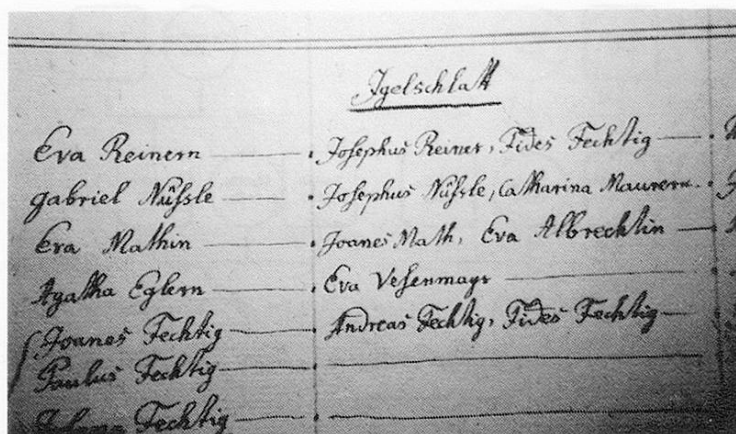 Igelschlatt
Eva Reinern — Josephus Reiner, Fides Fechtig —
Gabriel Nüssle — Josephus Nüssle, Catharina Maurern
Eva Mathin — Joanes Math, Eva Albrechtin —
Agatha Eglern — Eva Vesenmayr —
Joanes Fechtig — Andreas Fechtig, Fides Fechtig —
Paulus Fechtig —
Fechtig —